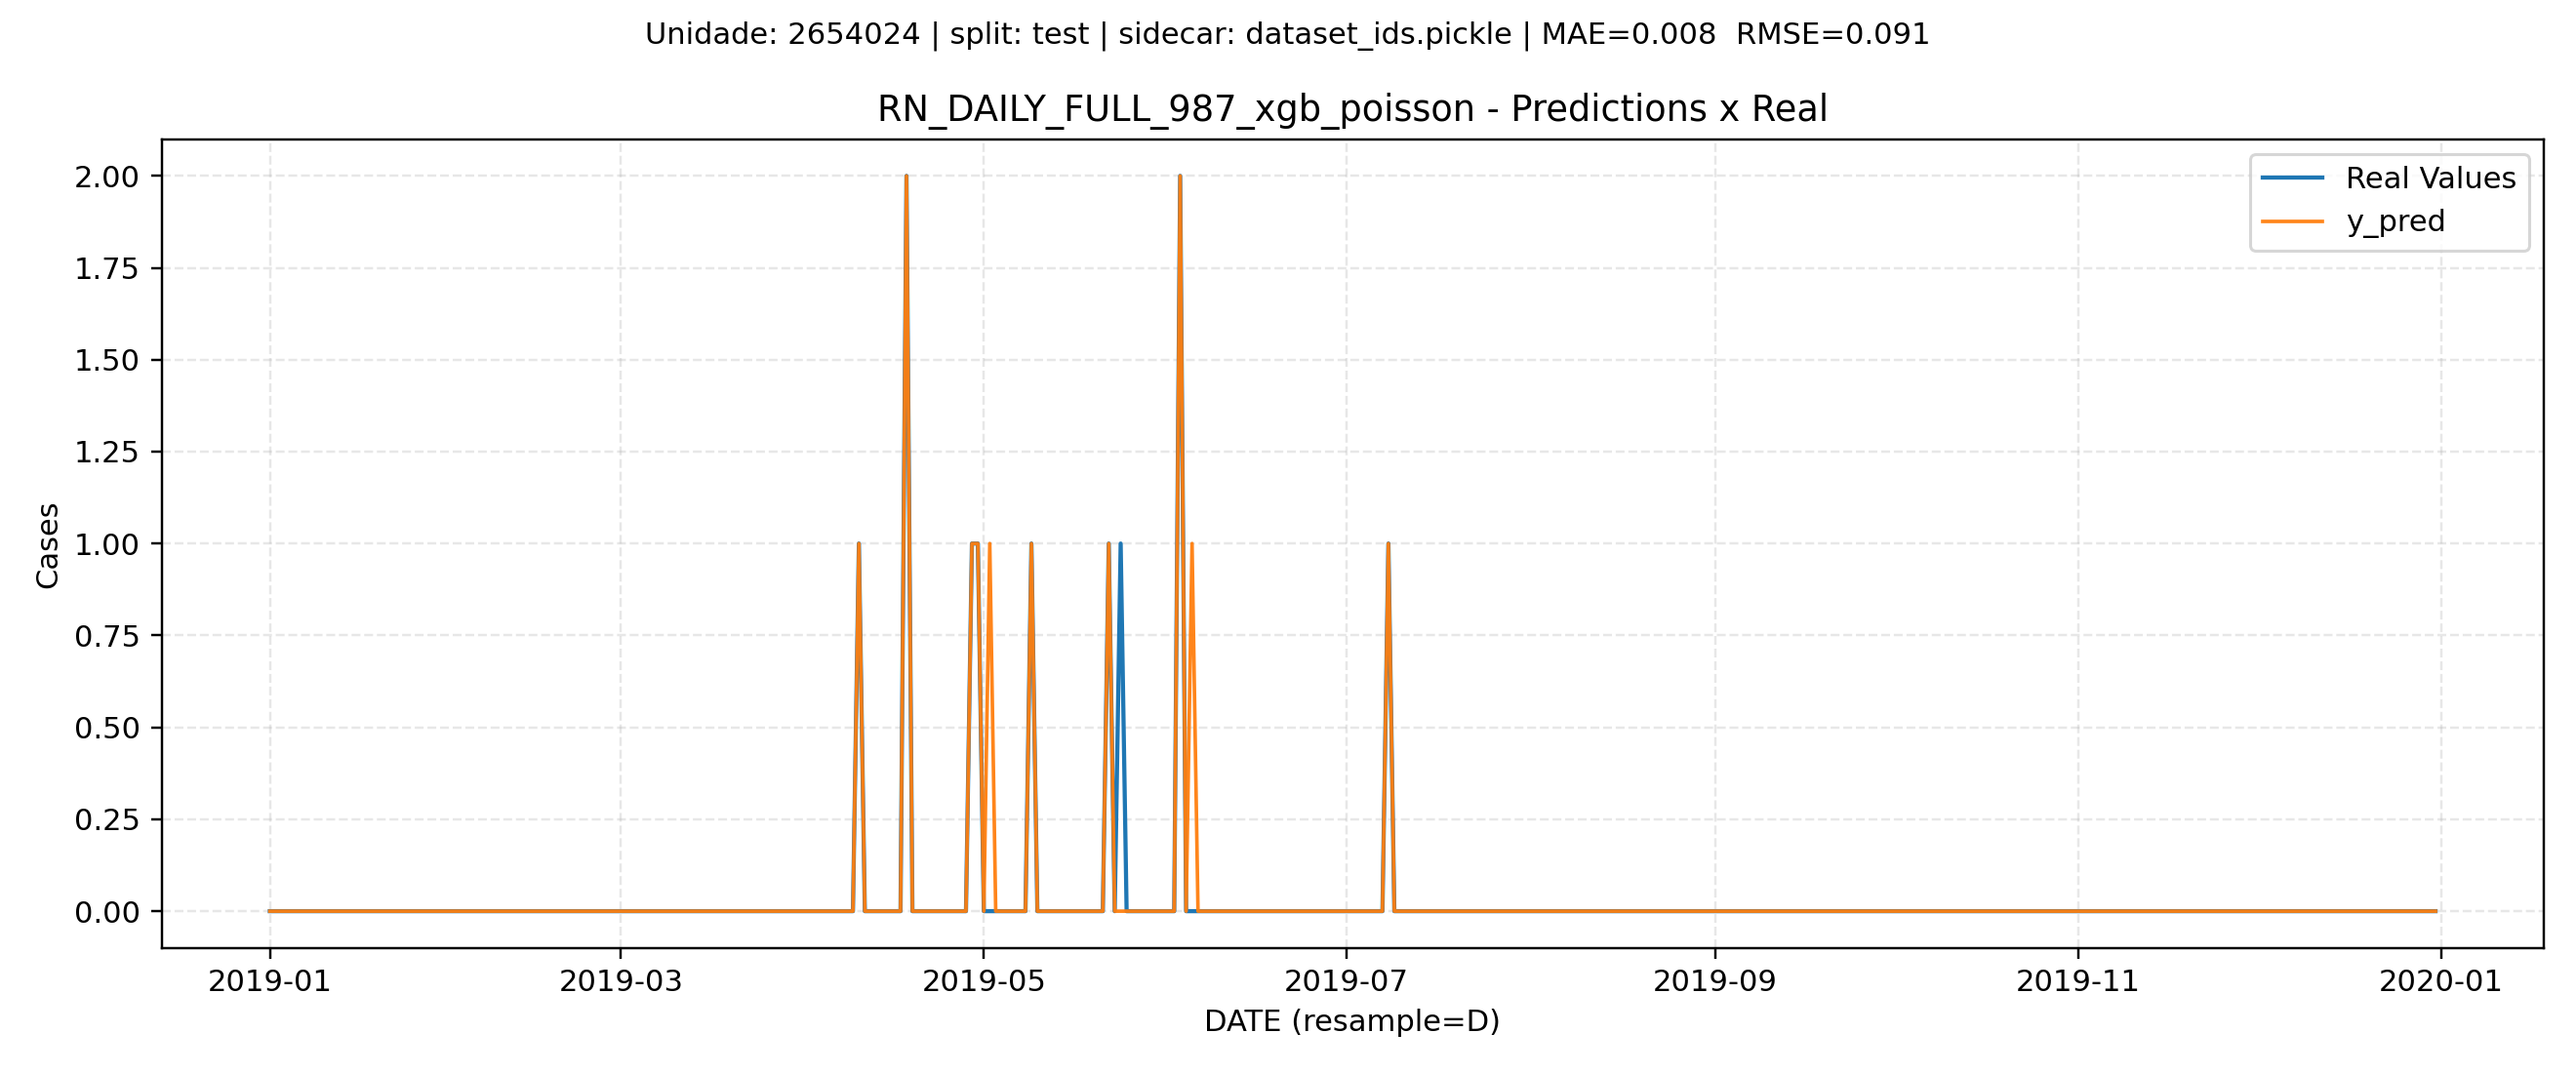 Unidade: 2654024 | split: test | sidecar: dataset_ids.pickle | MAE=0.008  RMSE=0.091
RN_DAILY_FULL_987_xgb_poisson - Predictions x Real
Real Values
y_pred
2.00
1.75
1.50
1.25
1.00
0.75
0.50
0.25
0.00
Cases
2019-01
2019-03
2019-05
2019-07
2019-09
2019-11
2020-01
DATE (resample=D)